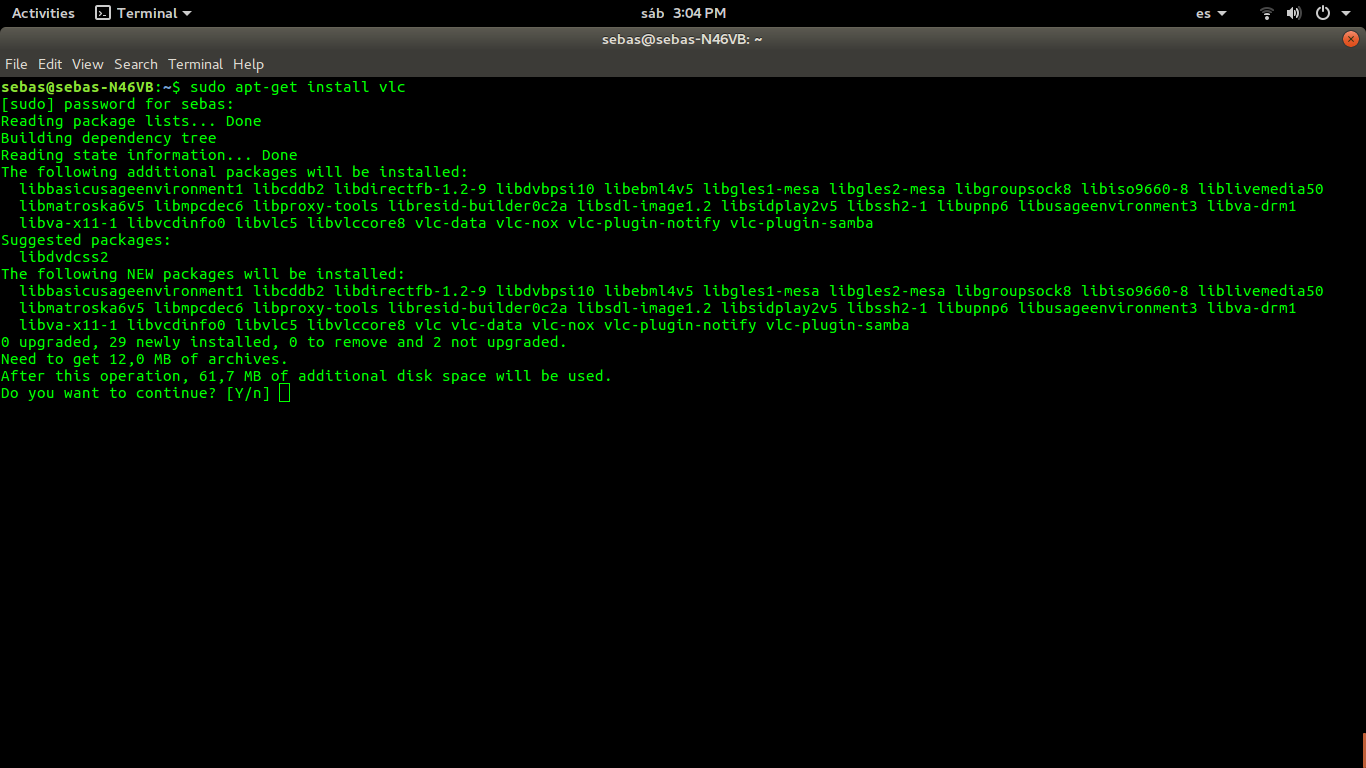 Activities Terminal sáb 3:04 PM es
sebas@sebas-N46VB: ~
File Edit View Search Terminal Help
sebas@sebas-N46VB:~$ sudo apt-get install vlc
[sudo] password for sebas:
Reading package lists... Done
Building dependency tree
Reading state information... Done
The following additional packages will be installed:
  libbasicusageenvironment1 libcddb2 libdirectfb-1.2-9 libdvbpsi10 libebml4v5 libgles1-mesa libgles2-mesa libgroupsock8 libiso9660-8 liblivemedia50
  libmatroska6v5 libmpcdec6 libproxy-tools libresid-builder0c2a libsdl-image1.2 libsidplay2v5 libssh2-1 libupnp6 libusageenvironment3 libva-drm1
  libva-x11-1 libvcdinfo0 libvlc5 libvlccore8 vlc-data vlc-nox vlc-plugin-notify vlc-plugin-samba
Suggested packages:
  libdvdcss2
The following NEW packages will be installed:
  libbasicusageenvironment1 libcddb2 libdirectfb-1.2-9 libdvbpsi10 libebml4v5 libgles1-mesa libgles2-mesa libgroupsock8 libiso9660-8 liblivemedia50
  libmatroska6v5 libmpcdec6 libproxy-tools libresid-builder0c2a libsdl-image1.2 libsidplay2v5 libssh2-1 libupnp6 libusageenvironment3 libva-drm1
  libva-x11-1 libvcdinfo0 libvlc5 libvlccore8 vlc vlc-data vlc-nox vlc-plugin-notify vlc-plugin-samba
0 upgraded, 29 newly installed, 0 to remove and 2 not upgraded.
Need to get 12,0 MB of archives.
After this operation, 61,7 MB of additional disk space will be used.
Do you want to continue? [Y/n]